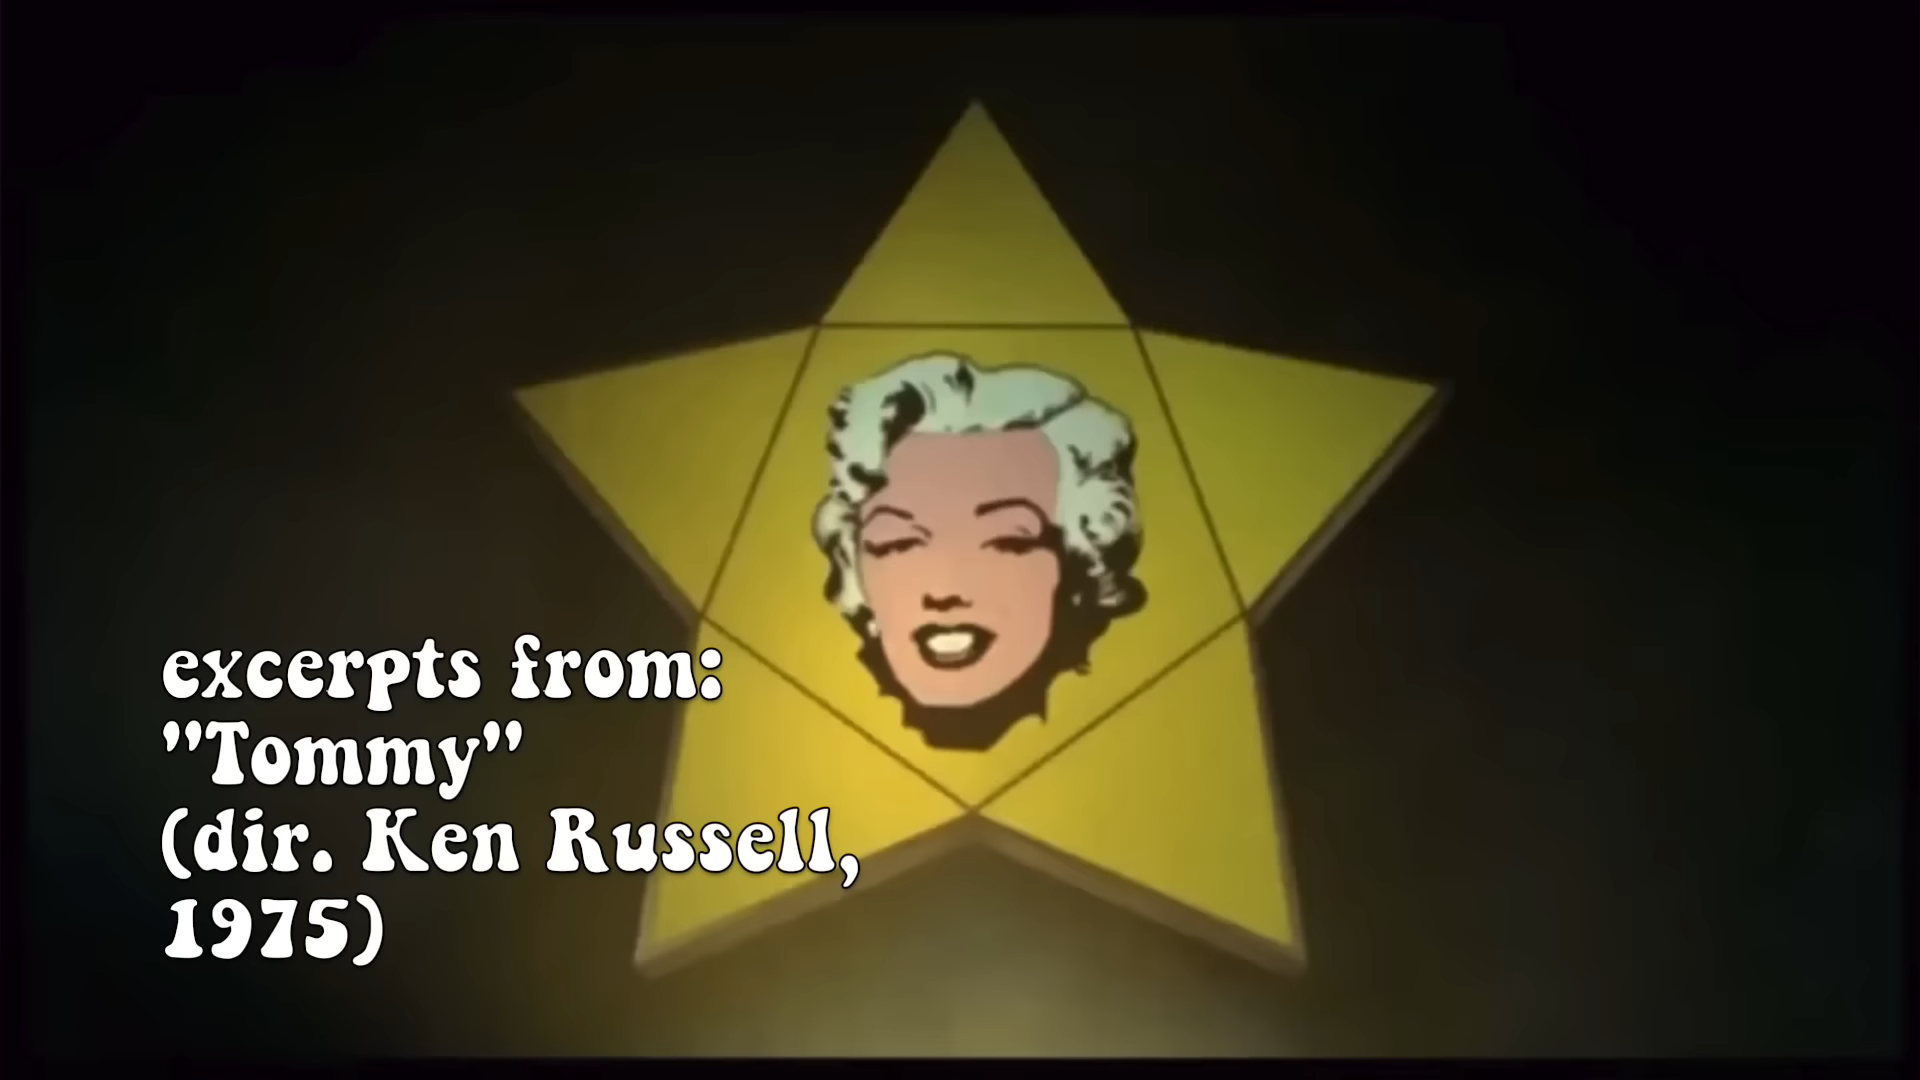 excerpts from:
"Tommy"
(dir. Ken Russell,
1975)